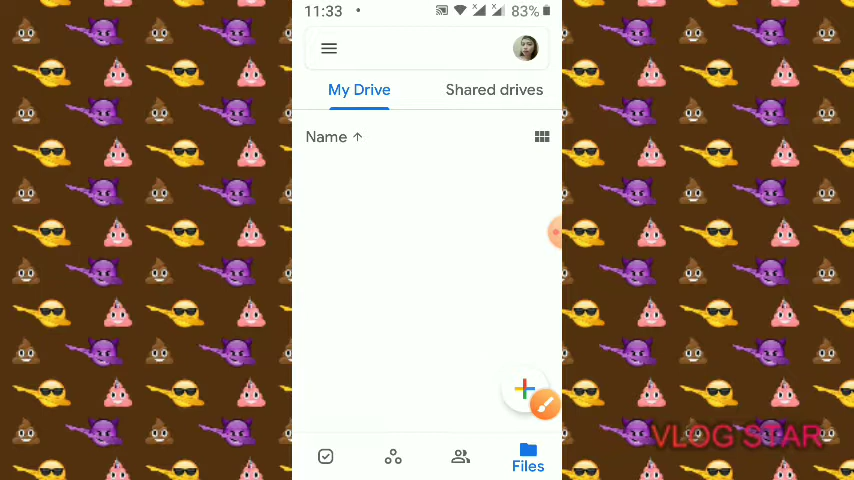 11:33
83%
My Drive
Shared drives
Name
Files
VLOG STAR